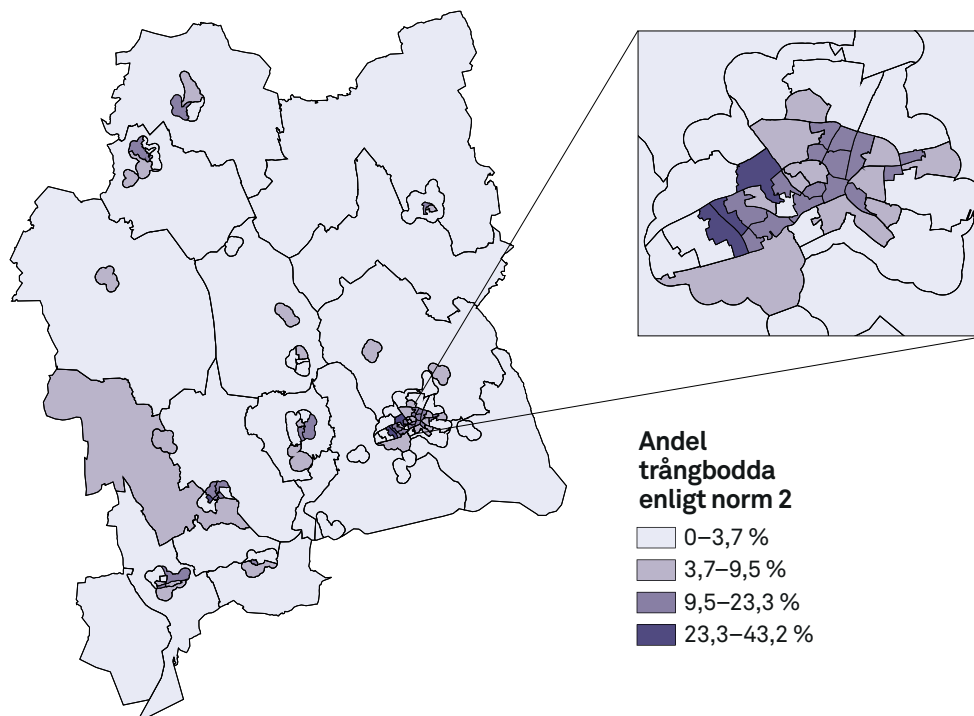 Andel
trångbodda
enligt norm 2
0–3,7 %
3,7–9,5 %
9,5–23,3 %
23,3–43,2 %